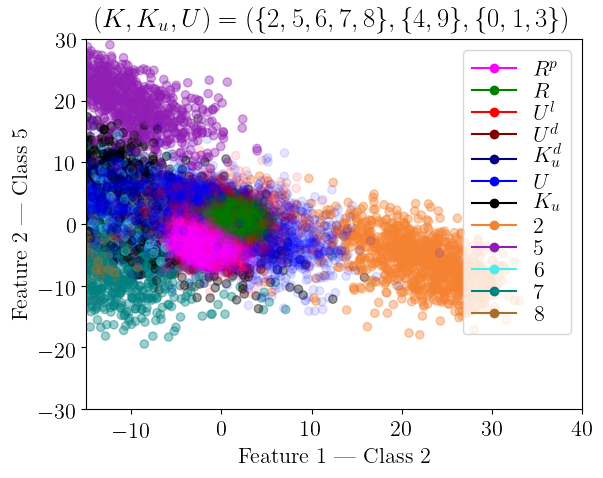 (K, K_u, U) = ({2, 5, 6, 7, 8}, {4, 9}, {0, 1, 3})
30
20
10
0
−10
−20
−30
Feature 2 — Class 5
R^p
R
U^l
U^d
K_u^d
U
K_u
2
5
6
7
8
−10
0
10
20
30
40
Feature 1 — Class 2